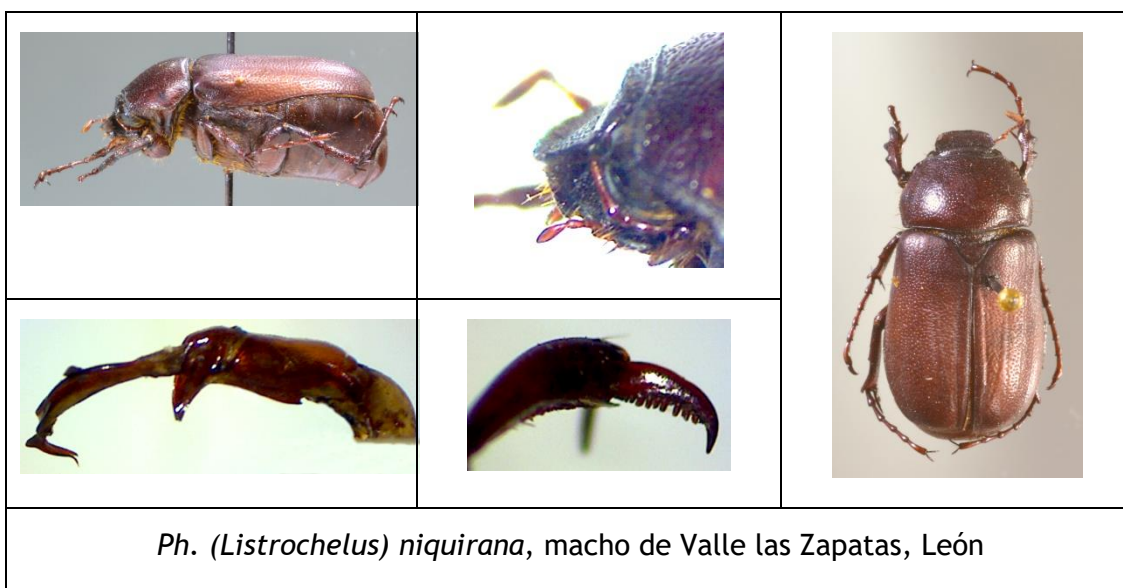 Ph. (Listrochelus) niquirana, macho de Valle las Zapatas, León